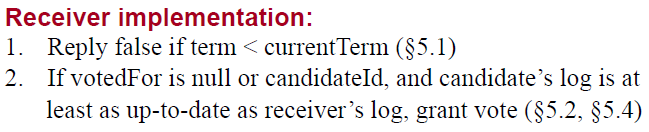 Receiver implementation:
1. Reply false if term < currentTerm (§5.1)
2. If votedFor is null or candidateId, and candidate’s log is at
least as up-to-date as receiver’s log, grant vote (§5.2, §5.4)